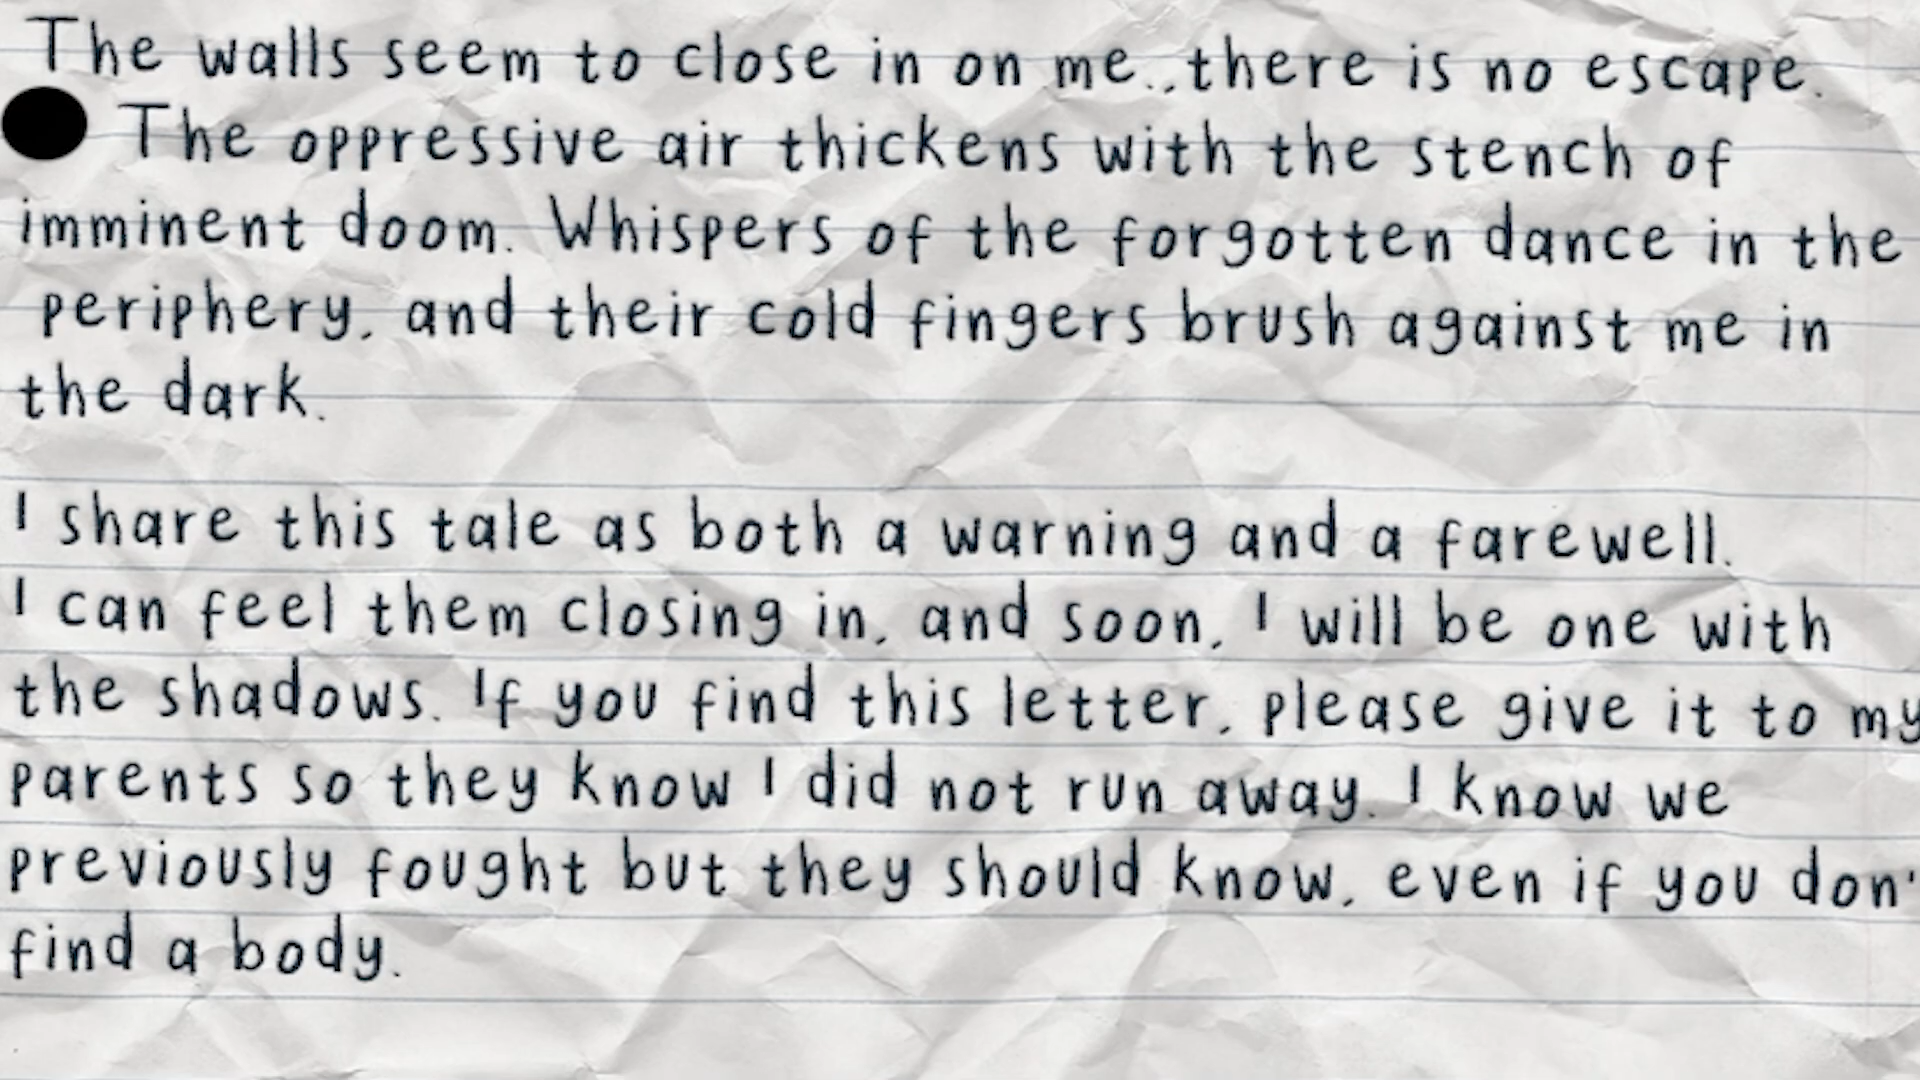 The walls seem to close in on me...there is no escape.
The oppressive air thickens with the stench of
imminent doom. Whispers of the forgotten dance in the
periphery, and their cold fingers brush against me in
the dark.
I share this tale as both a warning and a farewell.
I can feel them closing in, and soon, I will be one with
the shadows. If you find this letter, please give it to my
parents so they know I did not run away. I know we
previously fought but they should know, even if you don'
find a body.